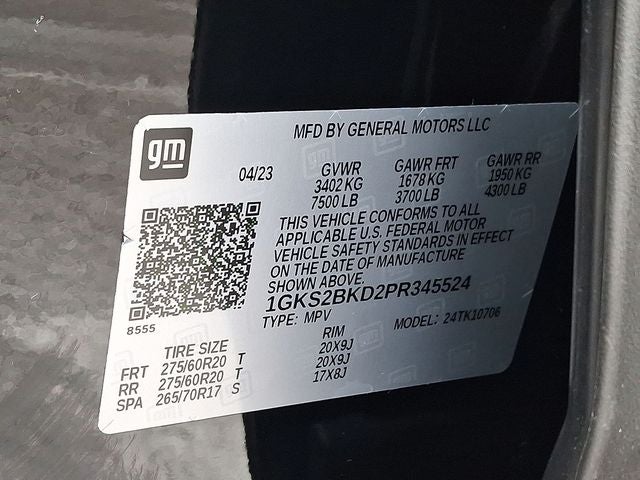 gm
MFD BY GENERAL MOTORS LLC
04/23 GVWR GAWR FRT GAWR RR
3402 KG 1678 KG 1950 KG
7500 LB 3700 LB 4300 LB
THIS VEHICLE CONFORMS TO ALL
APPLICABLE U.S. FEDERAL MOTOR
VEHICLE SAFETY STANDARDS IN EFFECT
ON THE DATE OF MANUFACTURE
SHOWN ABOVE.
1GKS2BKD2PR345524
TYPE: MPV MODEL: 24TK10706
8555
TIRE SIZE RIM
FRT 275/60R20 T 20X9J
RR 275/60R20 T 20X9J
SPA 265/70R17 S 17X8J